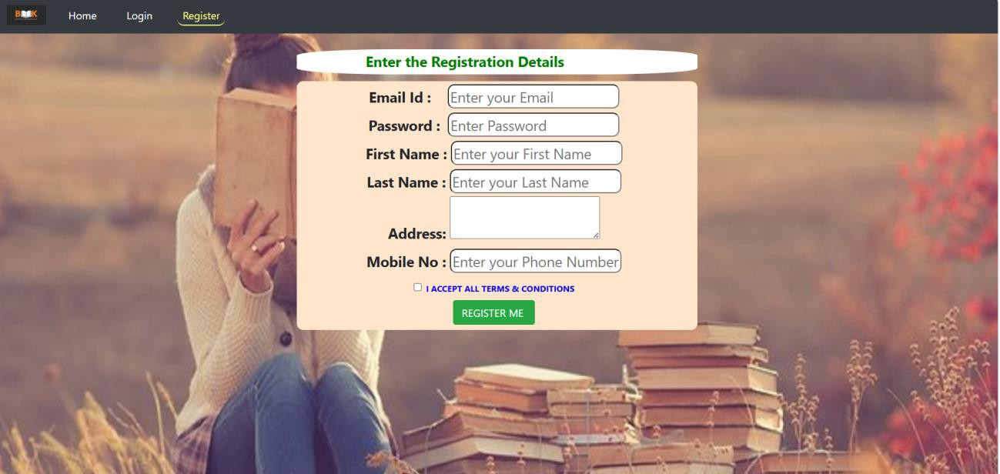 BOOK Home Login Register
Enter the Registration Details
Email Id : Enter your Email
Password : Enter Password
First Name : Enter your First Name
Last Name : Enter your Last Name
Address:
Mobile No : Enter your Phone Number
I ACCEPT ALL TERMS & CONDITIONS
REGISTER ME